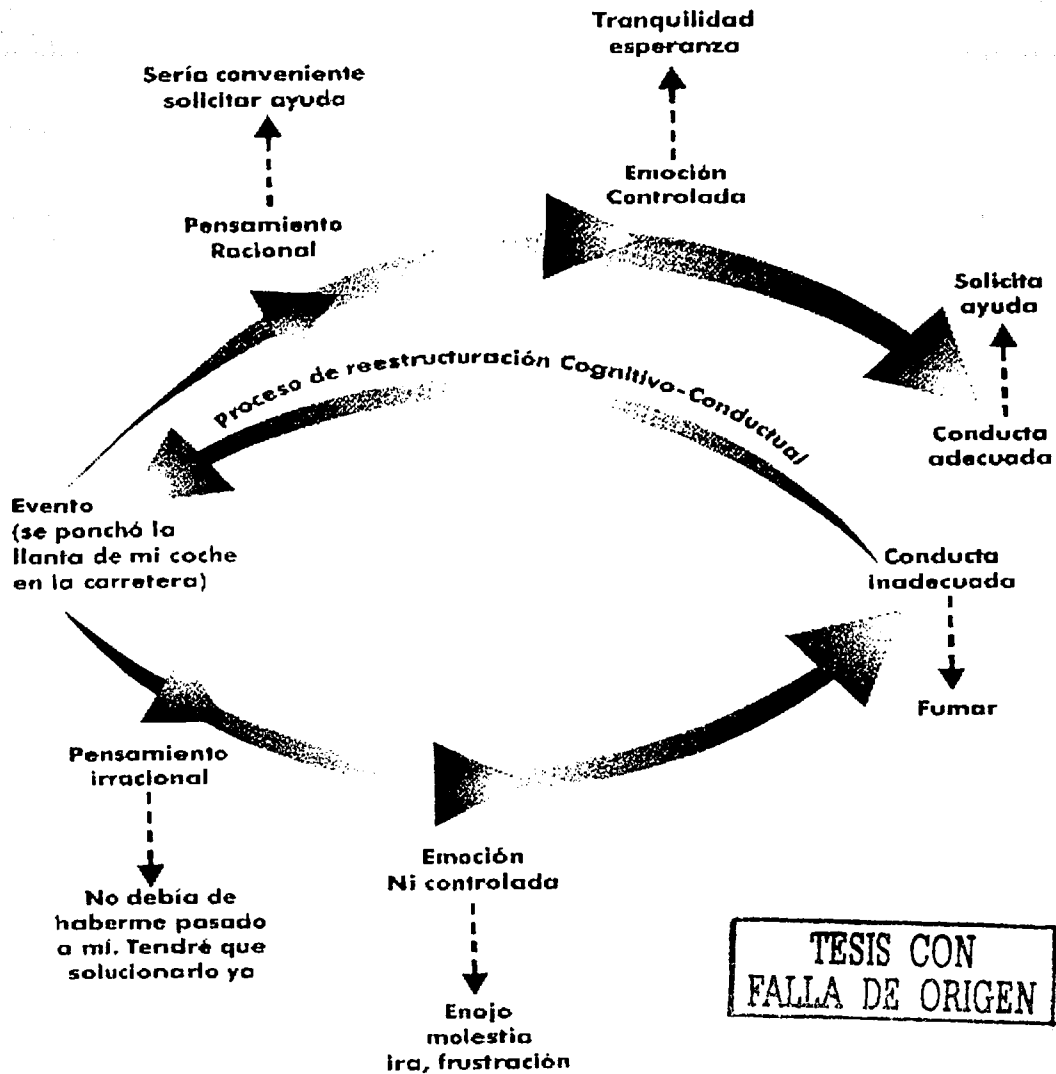 Tranquilidad
esperanza
Sería conveniente
solicitar ayuda
Emoción
Controlada
Pensamiento
Racional
Solicita
ayuda
Proceso de reestructuración Cognitivo-Conductual
Conducta
adecuada
Evento
(se ponchó la
llanta de mi coche
en la carretera)
Conducta
inadecuada
Fumar
Pensamiento
irracional
Emoción
Ni controlada
No debía de
haberme pasado
a mí. Tendré que
solucionarlo ya
Enojo
molestia
ira, frustración
TESIS CON
FALLA DE ORIGEN